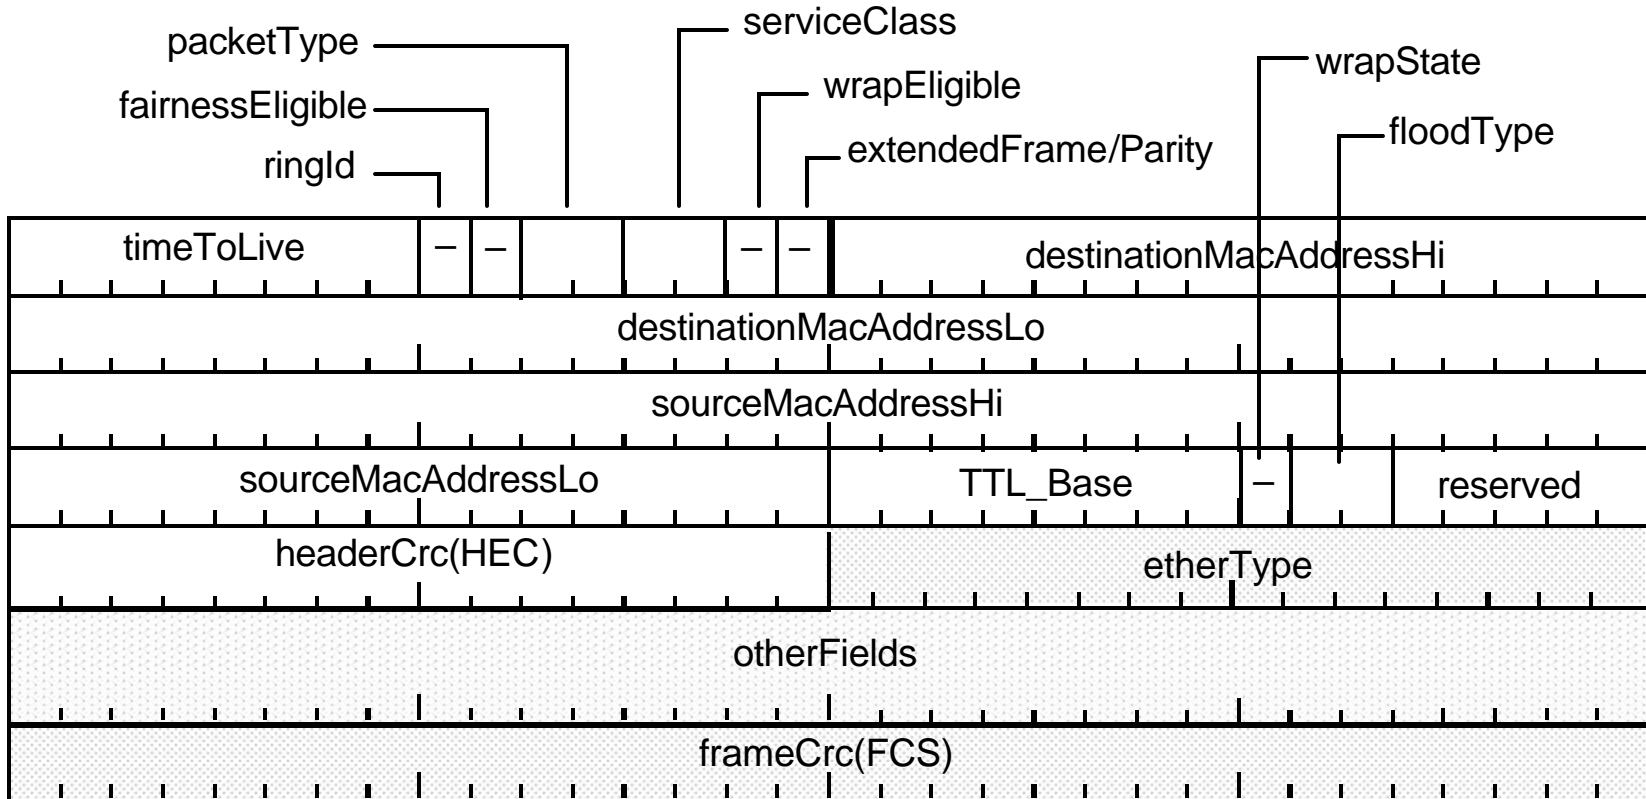 serviceClass
packetType
wrapState
wrapEligible
fairnessEligible
floodType
extendedFrame/Parity
ringId
timeToLive – – – – destinationMacAddressHi
destinationMacAddressLo
sourceMacAddressHi
sourceMacAddressLo TTL_Base – reserved
headerCrc(HEC) etherType
otherFields
frameCrc(FCS)